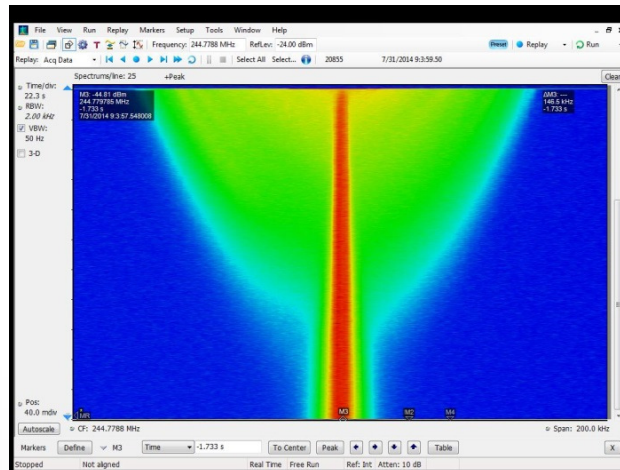 File View Run Replay Markers Setup Tools Window Help
Frequency: 244.7788 MHz RefLev: -24.00 dBm Preset Replay Run
Replay: Acq Data Select All Select... 20855 7/31/2014 9:3:59.50
Spectrums/line: 25 +Peak Clear
Time/div:
22.3 s
RBW:
2.00 kHz
VBW:
50 Hz
3-D
M3: -44.81 dBm
244.779785 MHz
-1.733 s
7/31/2014 9:3:57.548008
ΔM3: ---
146.5 kHz
-1.733 s
Pos:
40.0 mdiv
MR M3 M2 M4
Autoscale CF: 244.7788 MHz Span: 200.0 kHz
Markers Define M3 Time -1.733 s To Center Peak Table X
Stopped Not aligned Real Time Free Run Ref: Int Atten: 10 dB